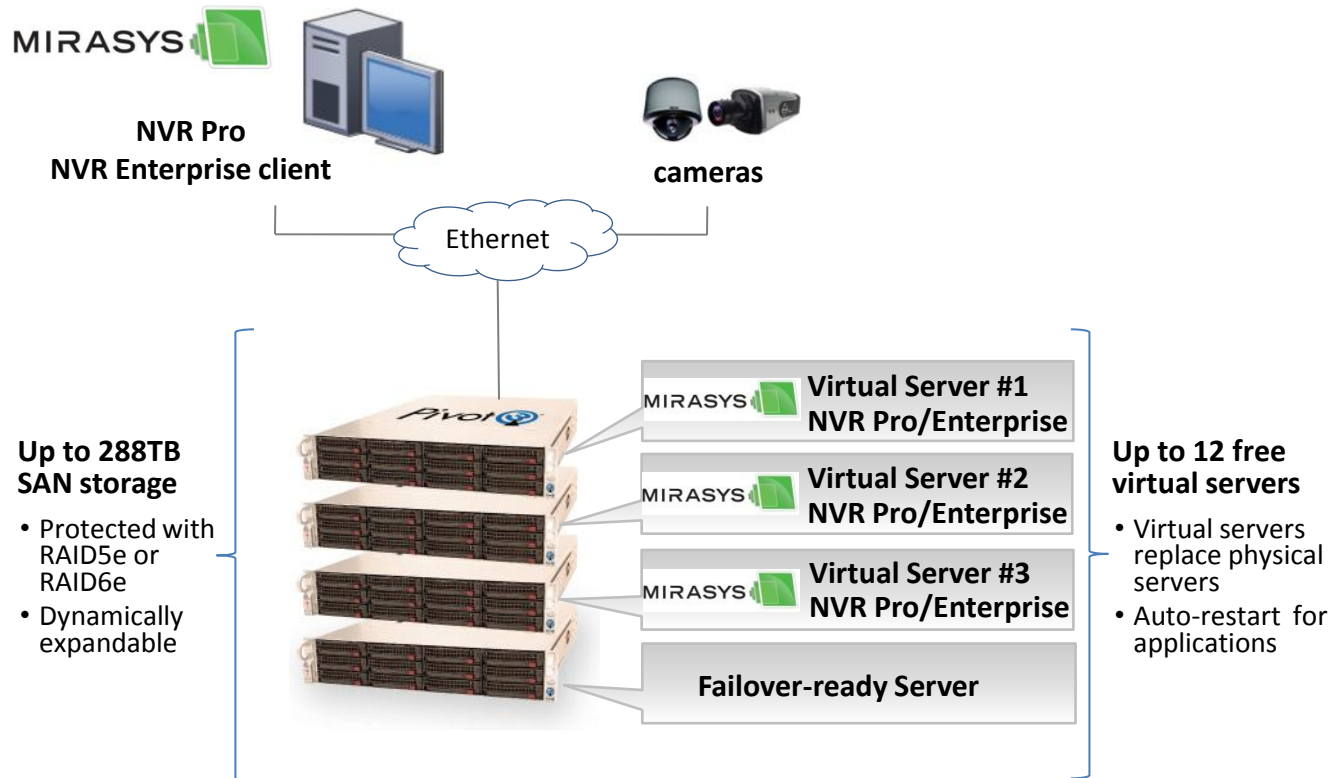 MIRASYS
NVR Pro
NVR Enterprise client
cameras
Ethernet
Pivot3
MIRASYS
Virtual Server #1
NVR Pro/Enterprise
MIRASYS
Virtual Server #2
NVR Pro/Enterprise
MIRASYS
Virtual Server #3
NVR Pro/Enterprise
Failover-ready Server
Up to 288TB
SAN storage
• Protected with
RAID5e or
RAID6e
• Dynamically
expandable
Up to 12 free
virtual servers
• Virtual servers
replace physical
servers
• Auto-restart for
applications